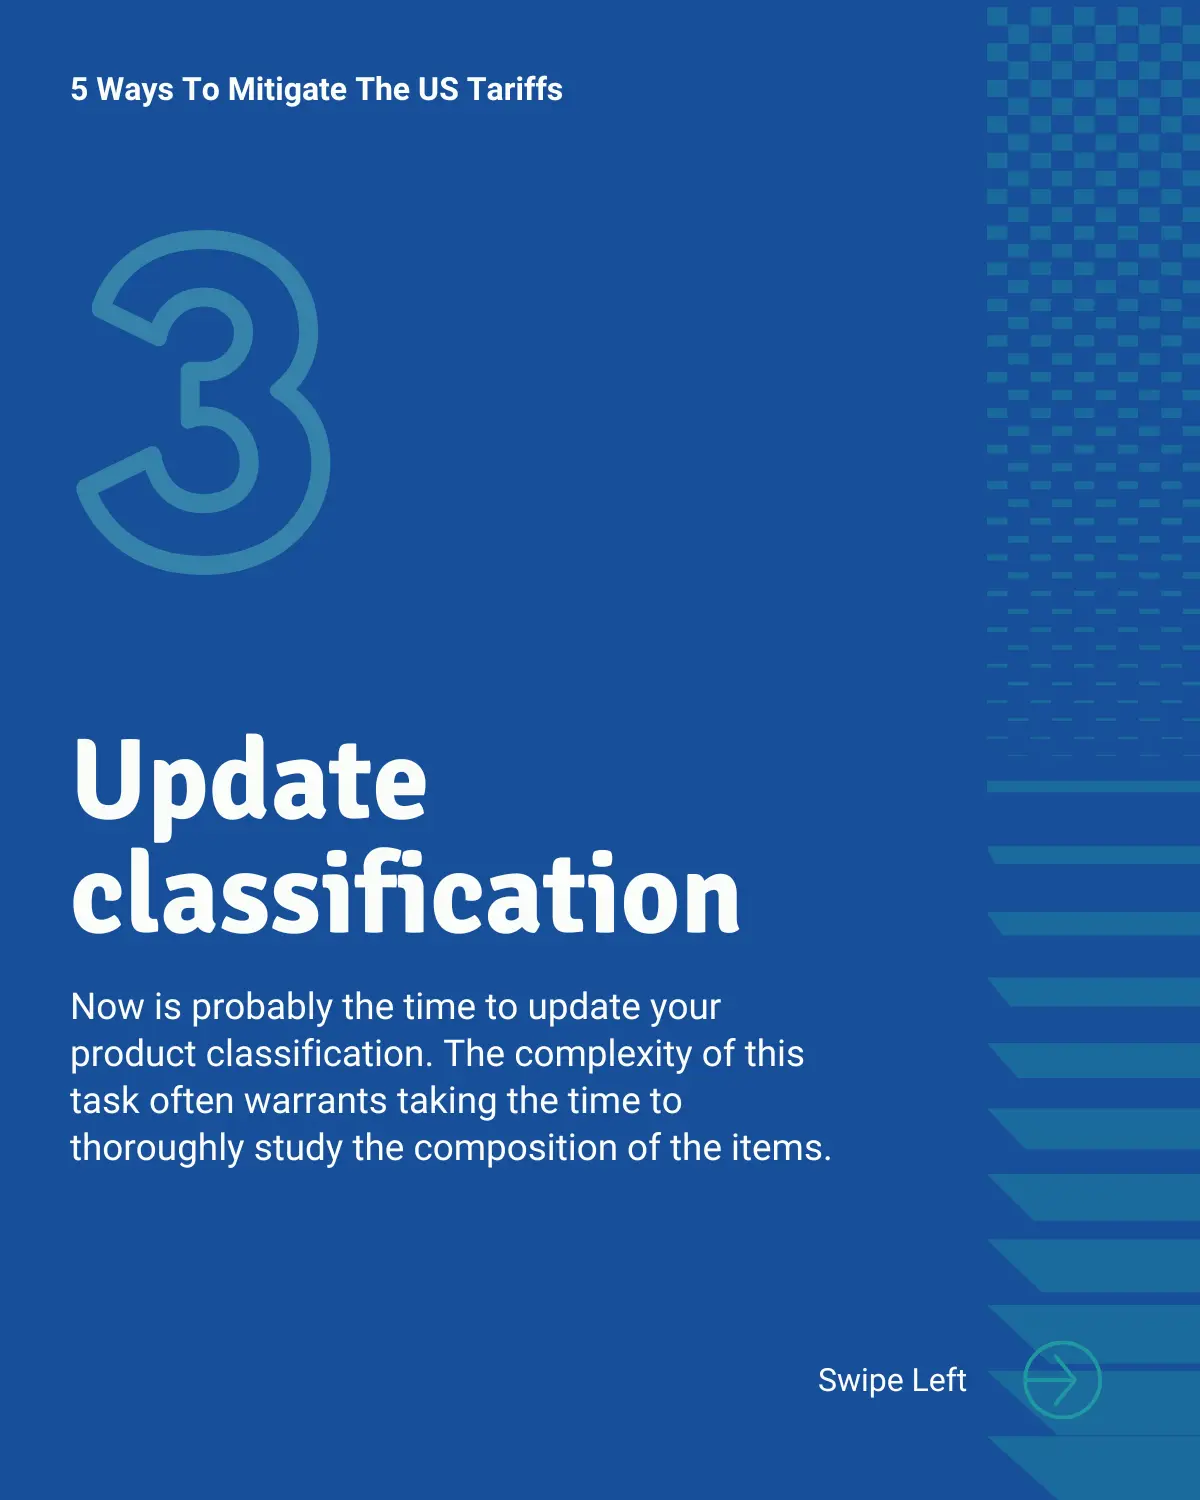 5 Ways To Mitigate The US Tariffs
3
Update
classification
Now is probably the time to update your
product classification. The complexity of this
task often warrants taking the time to
thoroughly study the composition of the items.
Swipe Left